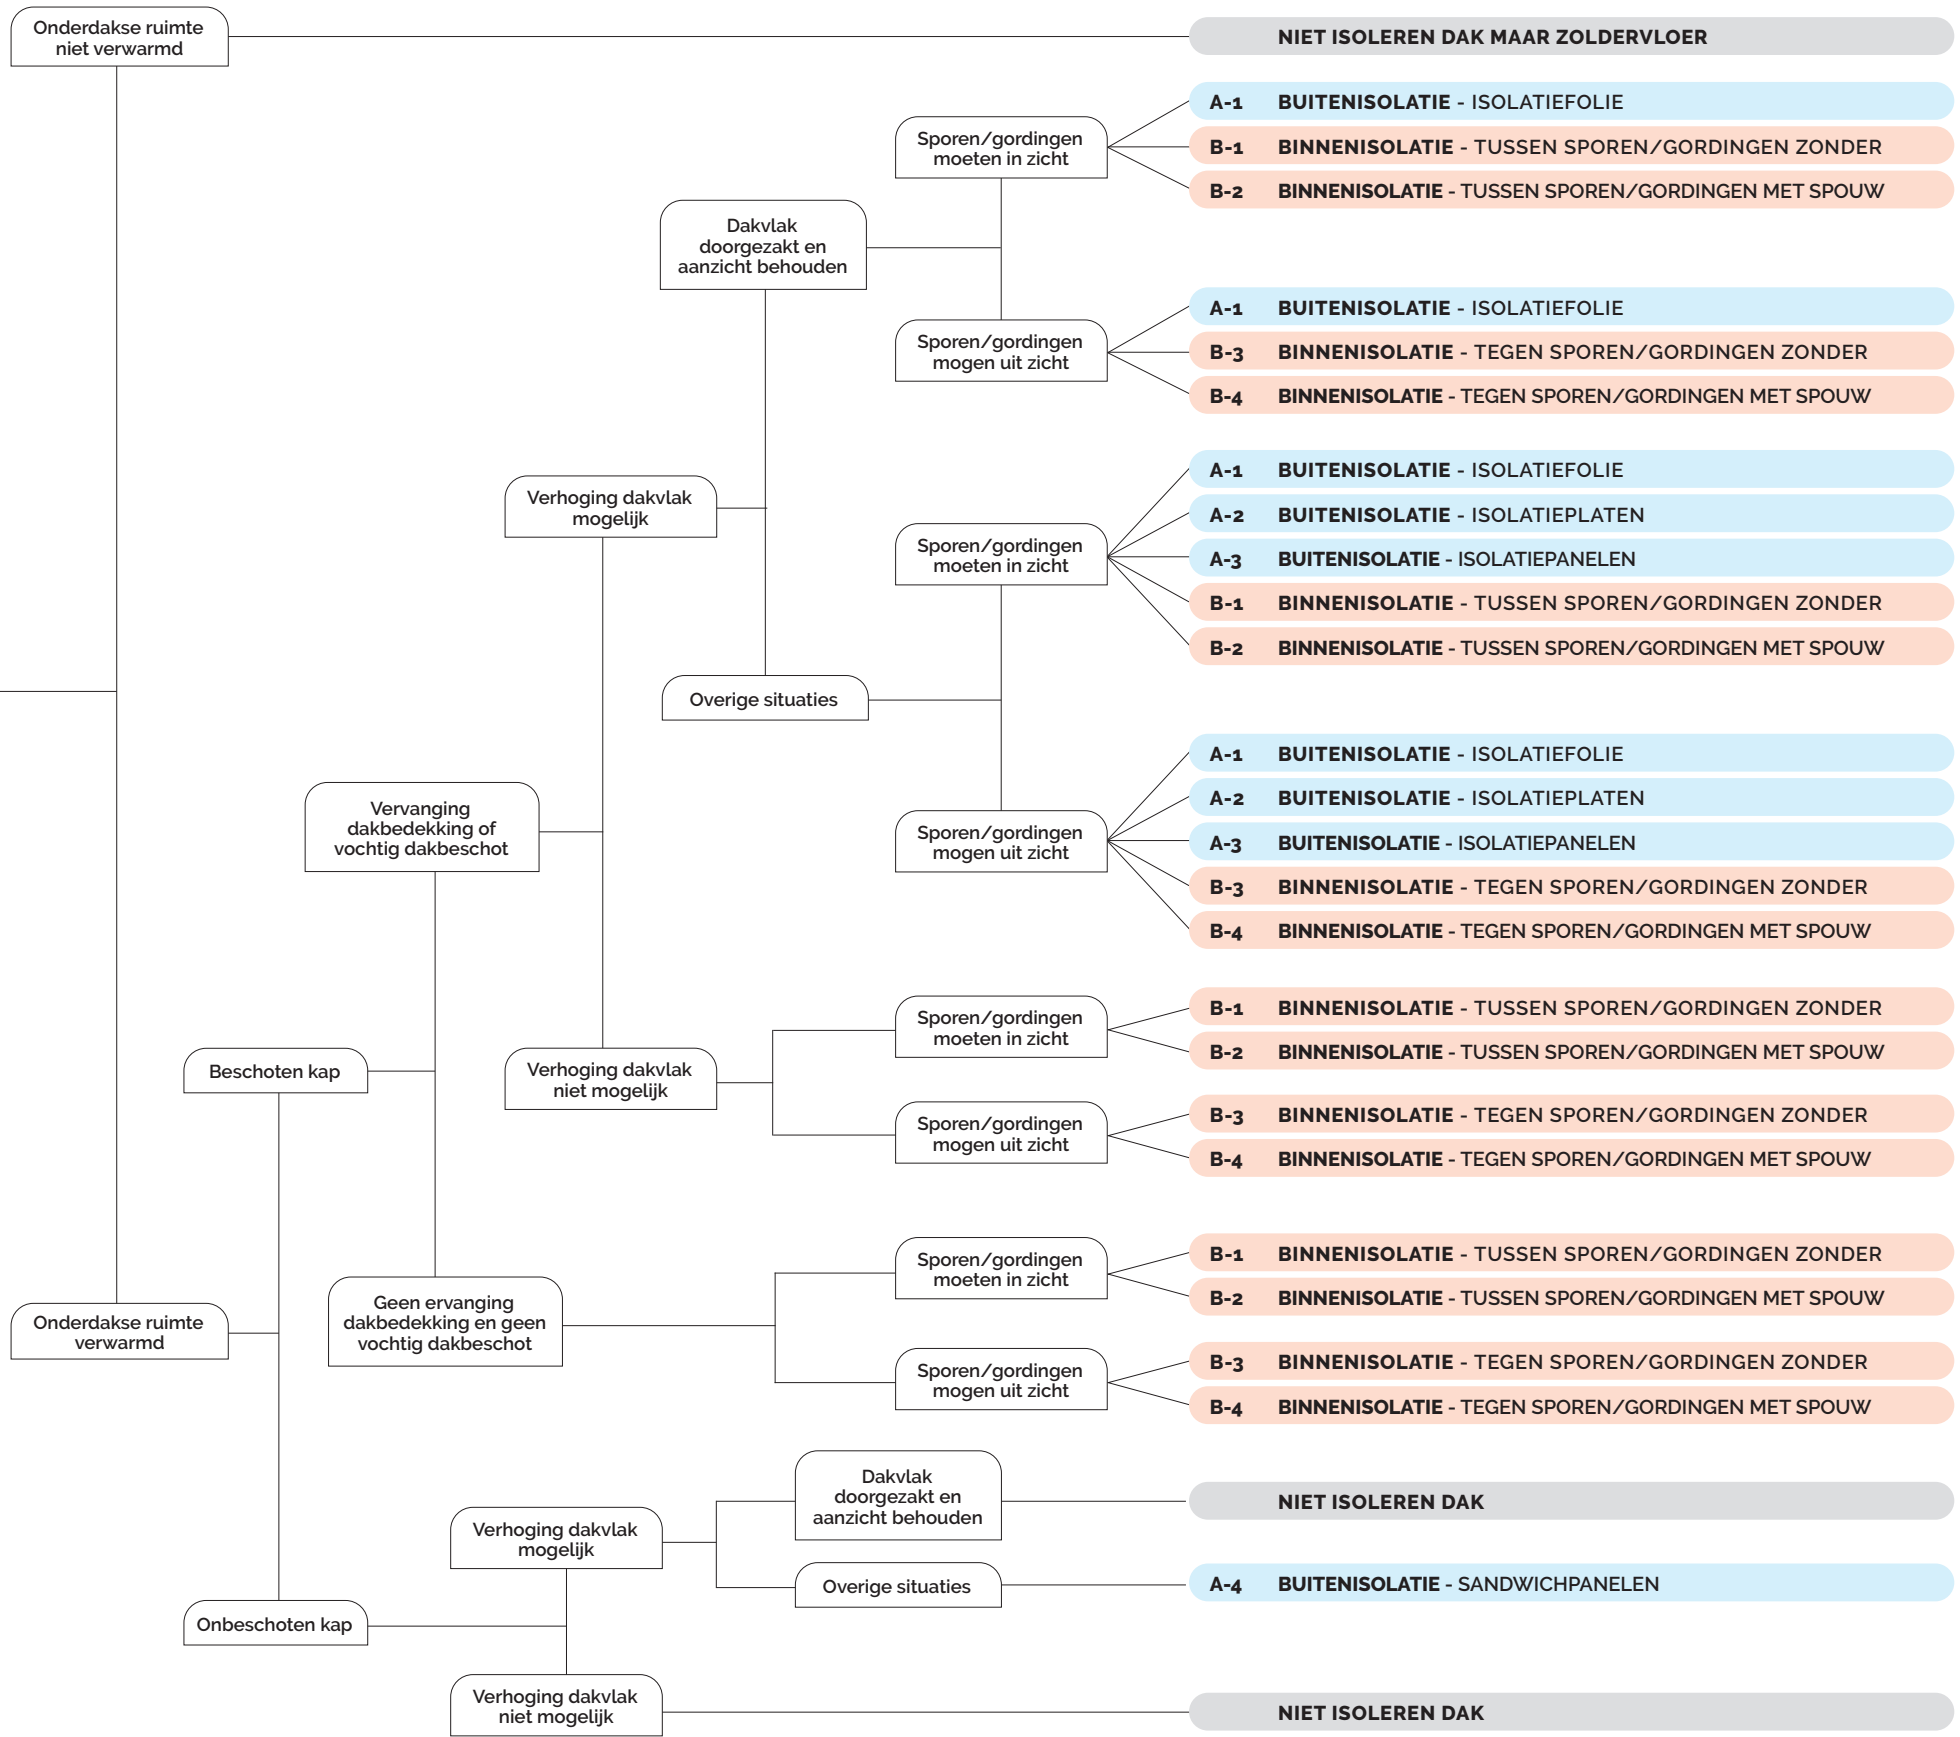 Onderdakse ruimte
niet verwarmd
NIET ISOLEREN DAK MAAR ZOLDERVLOER
A-1 BUITENISOLATIE - ISOLATIEFOLIE
Sporen/gordingen
moeten in zicht
B-1 BINNENISOLATIE - TUSSEN SPOREN/GORDINGEN ZONDER
B-2 BINNENISOLATIE - TUSSEN SPOREN/GORDINGEN MET SPOUW
Dakvlak
doorgezakt en
aanzicht behouden
A-1 BUITENISOLATIE - ISOLATIEFOLIE
Sporen/gordingen
mogen uit zicht
B-3 BINNENISOLATIE - TEGEN SPOREN/GORDINGEN ZONDER
B-4 BINNENISOLATIE - TEGEN SPOREN/GORDINGEN MET SPOUW
Verhoging dakvlak
mogelijk
A-1 BUITENISOLATIE - ISOLATIEFOLIE
A-2 BUITENISOLATIE - ISOLATIEPLATEN
Sporen/gordingen
moeten in zicht
A-3 BUITENISOLATIE - ISOLATIEPANELEN
B-1 BINNENISOLATIE - TUSSEN SPOREN/GORDINGEN ZONDER
B-2 BINNENISOLATIE - TUSSEN SPOREN/GORDINGEN MET SPOUW
Overige situaties
A-1 BUITENISOLATIE - ISOLATIEFOLIE
A-2 BUITENISOLATIE - ISOLATIEPLATEN
Vervanging
dakbedekking of
vochtig dakbeschot
Sporen/gordingen
mogen uit zicht
A-3 BUITENISOLATIE - ISOLATIEPANELEN
B-3 BINNENISOLATIE - TEGEN SPOREN/GORDINGEN ZONDER
B-4 BINNENISOLATIE - TEGEN SPOREN/GORDINGEN MET SPOUW
Beschoten kap
Verhoging dakvlak
niet mogelijk
Sporen/gordingen
moeten in zicht
B-1 BINNENISOLATIE - TUSSEN SPOREN/GORDINGEN ZONDER
B-2 BINNENISOLATIE - TUSSEN SPOREN/GORDINGEN MET SPOUW
Sporen/gordingen
mogen uit zicht
B-3 BINNENISOLATIE - TEGEN SPOREN/GORDINGEN ZONDER
B-4 BINNENISOLATIE - TEGEN SPOREN/GORDINGEN MET SPOUW
Onderdakse ruimte
verwarmd
Geen ervanging
dakbedekking en geen
vochtig dakbeschot
Sporen/gordingen
moeten in zicht
B-1 BINNENISOLATIE - TUSSEN SPOREN/GORDINGEN ZONDER
B-2 BINNENISOLATIE - TUSSEN SPOREN/GORDINGEN MET SPOUW
Sporen/gordingen
mogen uit zicht
B-3 BINNENISOLATIE - TEGEN SPOREN/GORDINGEN ZONDER
B-4 BINNENISOLATIE - TEGEN SPOREN/GORDINGEN MET SPOUW
Verhoging dakvlak
mogelijk
Dakvlak
doorgezakt en
aanzicht behouden
NIET ISOLEREN DAK
Overige situaties
A-4 BUITENISOLATIE - SANDWICHPANELEN
Onbeschoten kap
Verhoging dakvlak
niet mogelijk
NIET ISOLEREN DAK